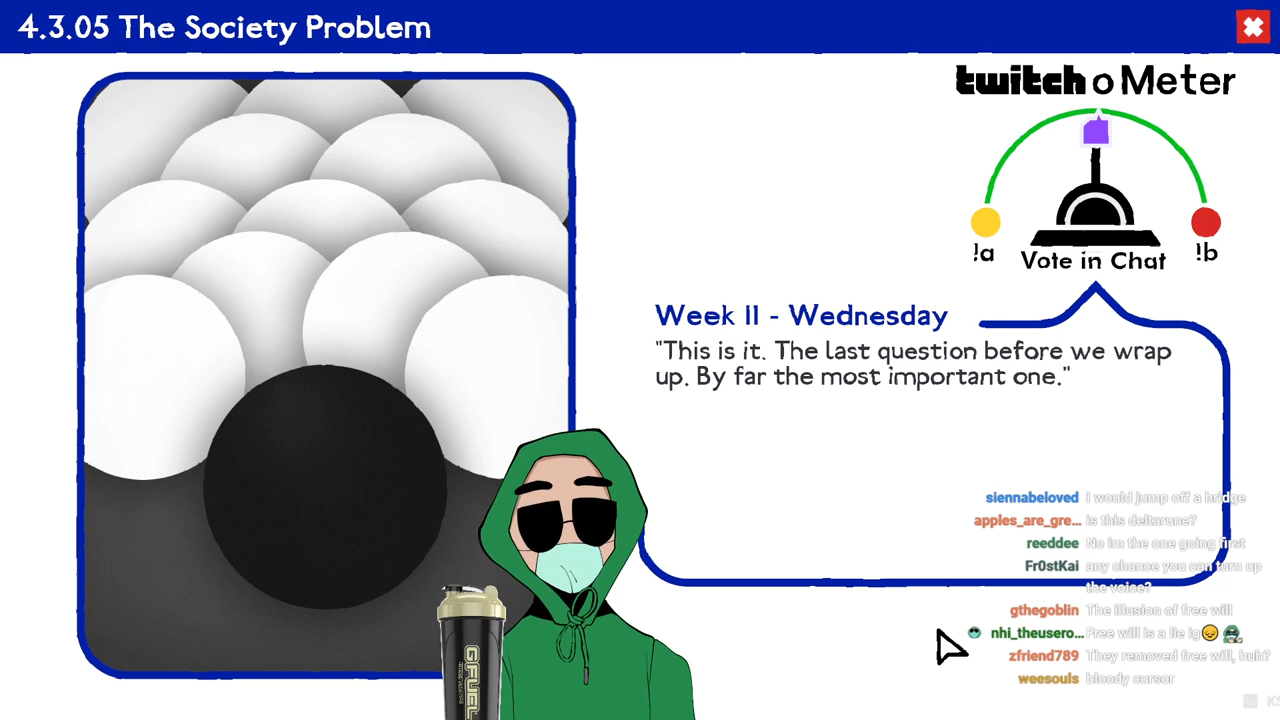 4.3.05 The Society Problem
twitch o Meter
!a
Vote in Chat
!b
Week II - Wednesday
"This is it. The last question before we wrap
up. By far the most important one."
siennabeloved I would jump off a bridge
apples_are_gre... is this deltarune?
reeddee No im the one going first
Fr0stKai any chance you can turn up
the voice?
gthegoblin The illusion of free will
nhi_theusero... Free will is a lie ig
zfriend789 They removed free will, huh?
weesouls bloody cursor
GFUEL